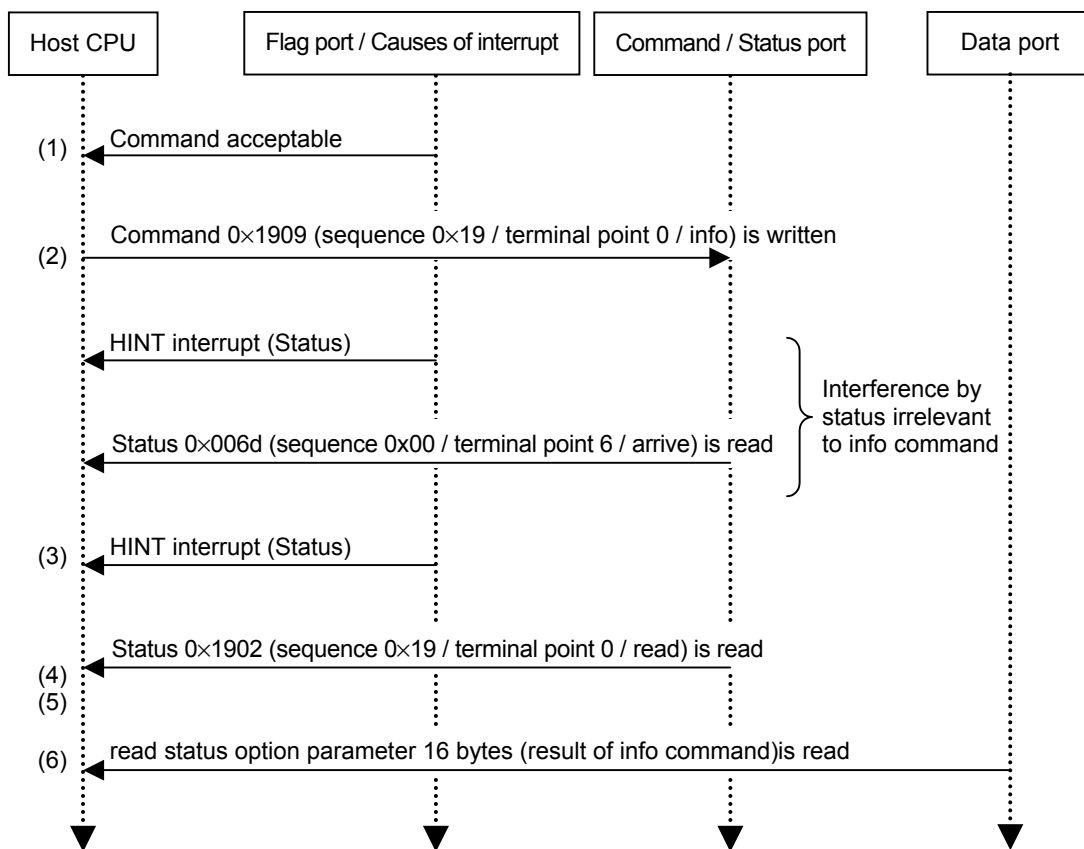 Host CPU
Flag port / Causes of interrupt
Command / Status port
Data port
(1)
Command acceptable
Command 0×1909 (sequence 0×19 / terminal point 0 / info) is written
(2)
HINT interrupt (Status)
Interference by
status irrelevant
to info command
Status 0×006d (sequence 0x00 / terminal point 6 / arrive) is read
(3)
HINT interrupt (Status)
Status 0×1902 (sequence 0×19 / terminal point 0 / read) is read
(4)
(5)
(6)
read status option parameter 16 bytes (result of info command)is read